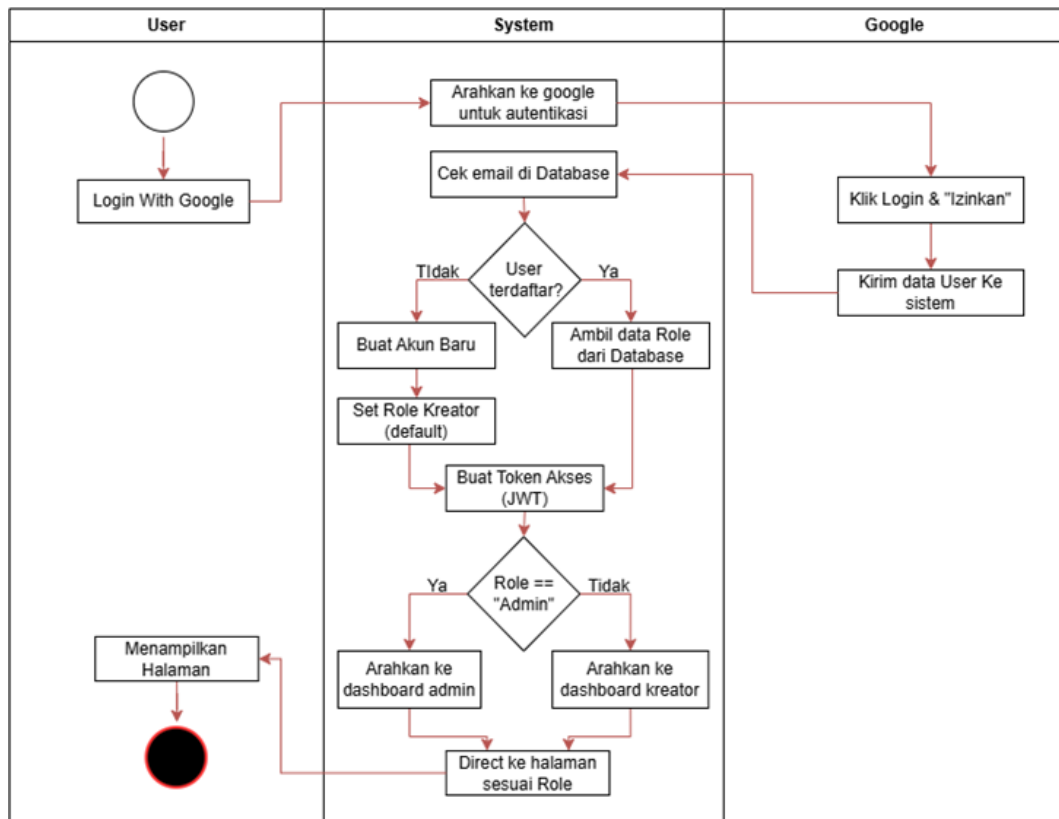 User
System
Google
Arahkan ke google
untuk autentikasi
Login With Google
Cek email di Database
Klik Login & "Izinkan"
Kirim data User Ke
sistem
User
terdaftar?
TIdak
Ya
Buat Akun Baru
Ambil data Role
dari Database
Set Role Kreator
(default)
Buat Token Akses
(JWT)
Role ==
"Admin"
Ya
Tidak
Arahkan ke
dashboard admin
Arahkan ke
dashboard kreator
Direct ke halaman
sesuai Role
Menampilkan
Halaman